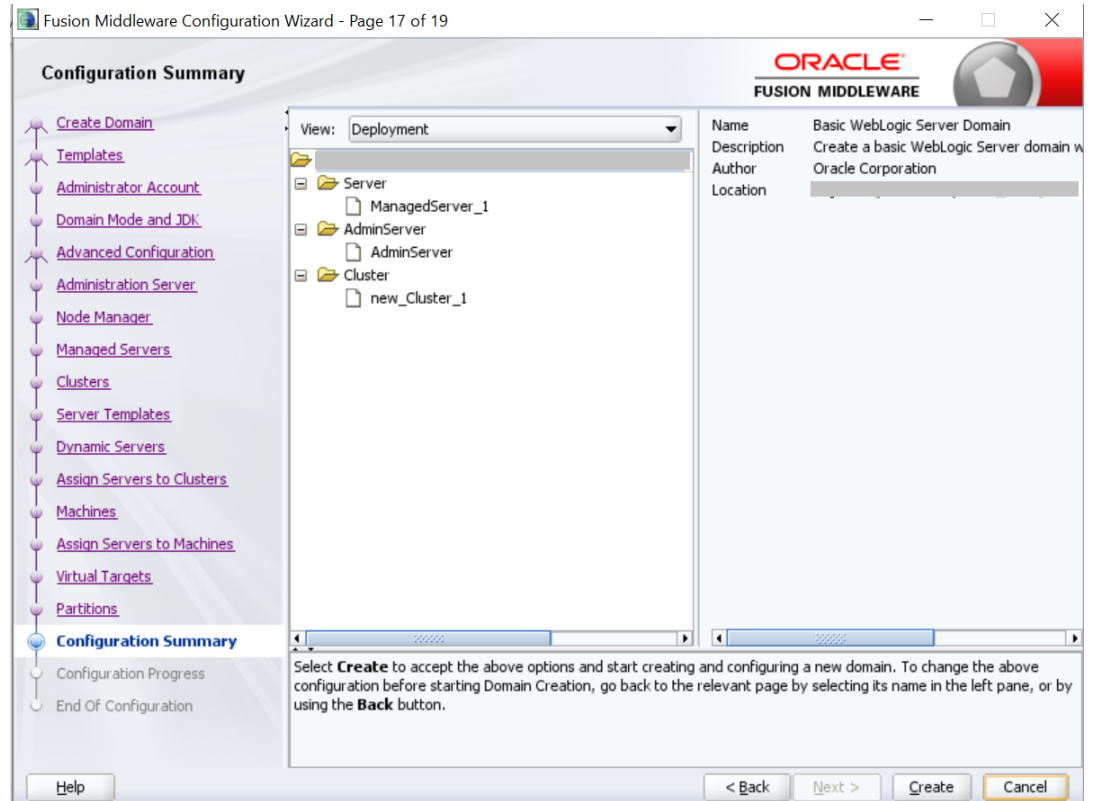 Fusion Middleware Configuration Wizard - Page 17 of 19
Configuration Summary
ORACLE
FUSION MIDDLEWARE
Create Domain
Templates
Administrator Account
Domain Mode and JDK
Advanced Configuration
Administration Server
Node Manager
Managed Servers
Clusters
Server Templates
Dynamic Servers
Assign Servers to Clusters
Machines
Assign Servers to Machines
Virtual Targets
Partitions
Configuration Summary
Configuration Progress
End Of Configuration
View: Deployment
Server
ManagedServer_1
AdminServer
AdminServer
Cluster
new_Cluster_1
Name Basic WebLogic Server Domain
Description Create a basic WebLogic Server domain w
Author Oracle Corporation
Location
Select Create to accept the above options and start creating and configuring a new domain. To change the above
configuration before starting Domain Creation, go back to the relevant page by selecting its name in the left pane, or by
using the Back button.
Help
< Back
Next >
Create
Cancel